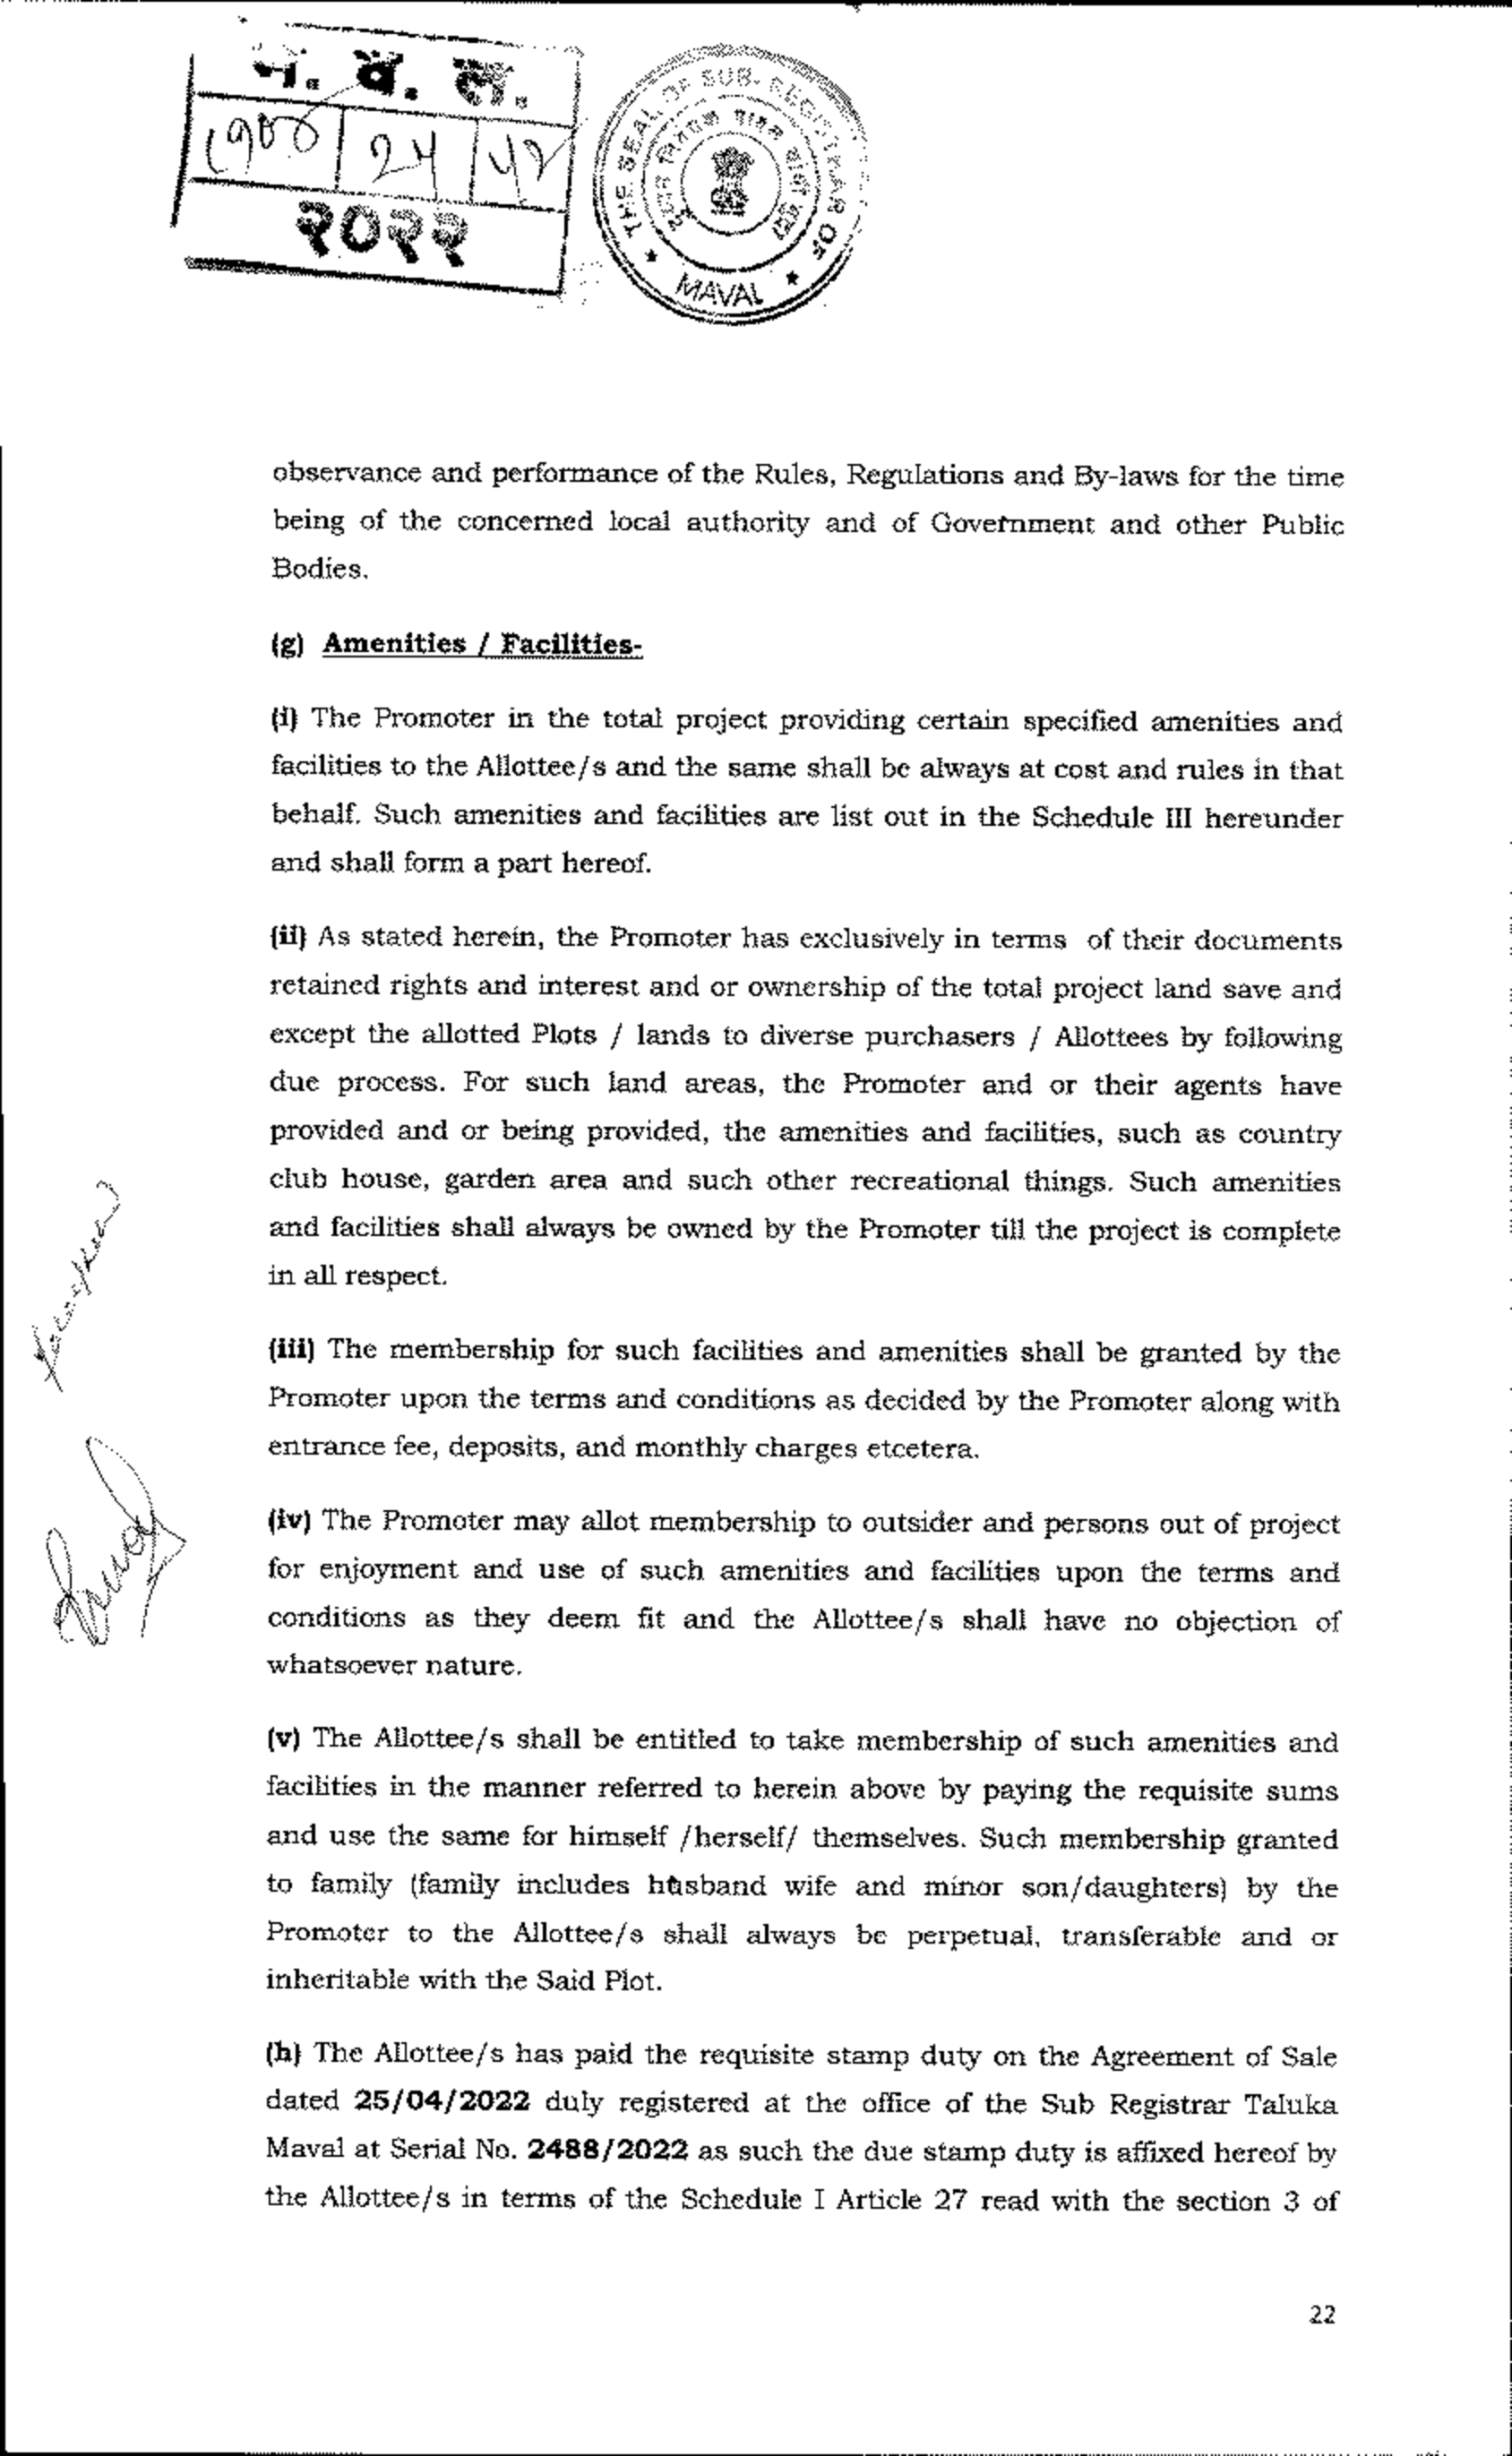 व. ल.
२०२२
THE SEAL OF SUB-REGISTRAR OF
MAVAL
observance and performance of the Rules, Regulations and By-laws for the time
being of the concerned local authority and of Government and other Public
Bodies.
(g) Amenities / Facilities-
(i) The Promoter in the total project providing certain specified amenities and
facilities to the Allottee/s and the same shall be always at cost and rules in that
behalf. Such amenities and facilities are list out in the Schedule III hereunder
and shall form a part hereof.
(ii) As stated herein, the Promoter has exclusively in terms of their documents
retained rights and interest and or ownership of the total project land save and
except the allotted Plots / lands to diverse purchasers / Allottees by following
due process. For such land areas, the Promoter and or their agents have
provided and or being provided, the amenities and facilities, such as country
club house, garden area and such other recreational things. Such amenities
and facilities shall always be owned by the Promoter till the project is complete
in all respect.
(iii) The membership for such facilities and amenities shall be granted by the
Promoter upon the terms and conditions as decided by the Promoter along with
entrance fee, deposits, and monthly charges etcetera.
(iv) The Promoter may allot membership to outsider and persons out of project
for enjoyment and use of such amenities and facilities upon the terms and
conditions as they deem fit and the Allottee/s shall have no objection of
whatsoever nature.
(v) The Allottee/s shall be entitled to take membership of such amenities and
facilities in the manner referred to herein above by paying the requisite sums
and use the same for himself /herself/ themselves. Such membership granted
to family (family includes husband wife and minor son/daughters) by the
Promoter to the Allottee/s shall always be perpetual, transferable and or
inheritable with the Said Plot.
(h) The Allottee/s has paid the requisite stamp duty on the Agreement of Sale
dated 25/04/2022 duly registered at the office of the Sub Registrar Taluka
Maval at Serial No. 2488/2022 as such the due stamp duty is affixed hereof by
the Allottee/s in terms of the Schedule I Article 27 read with the section 3 of
22